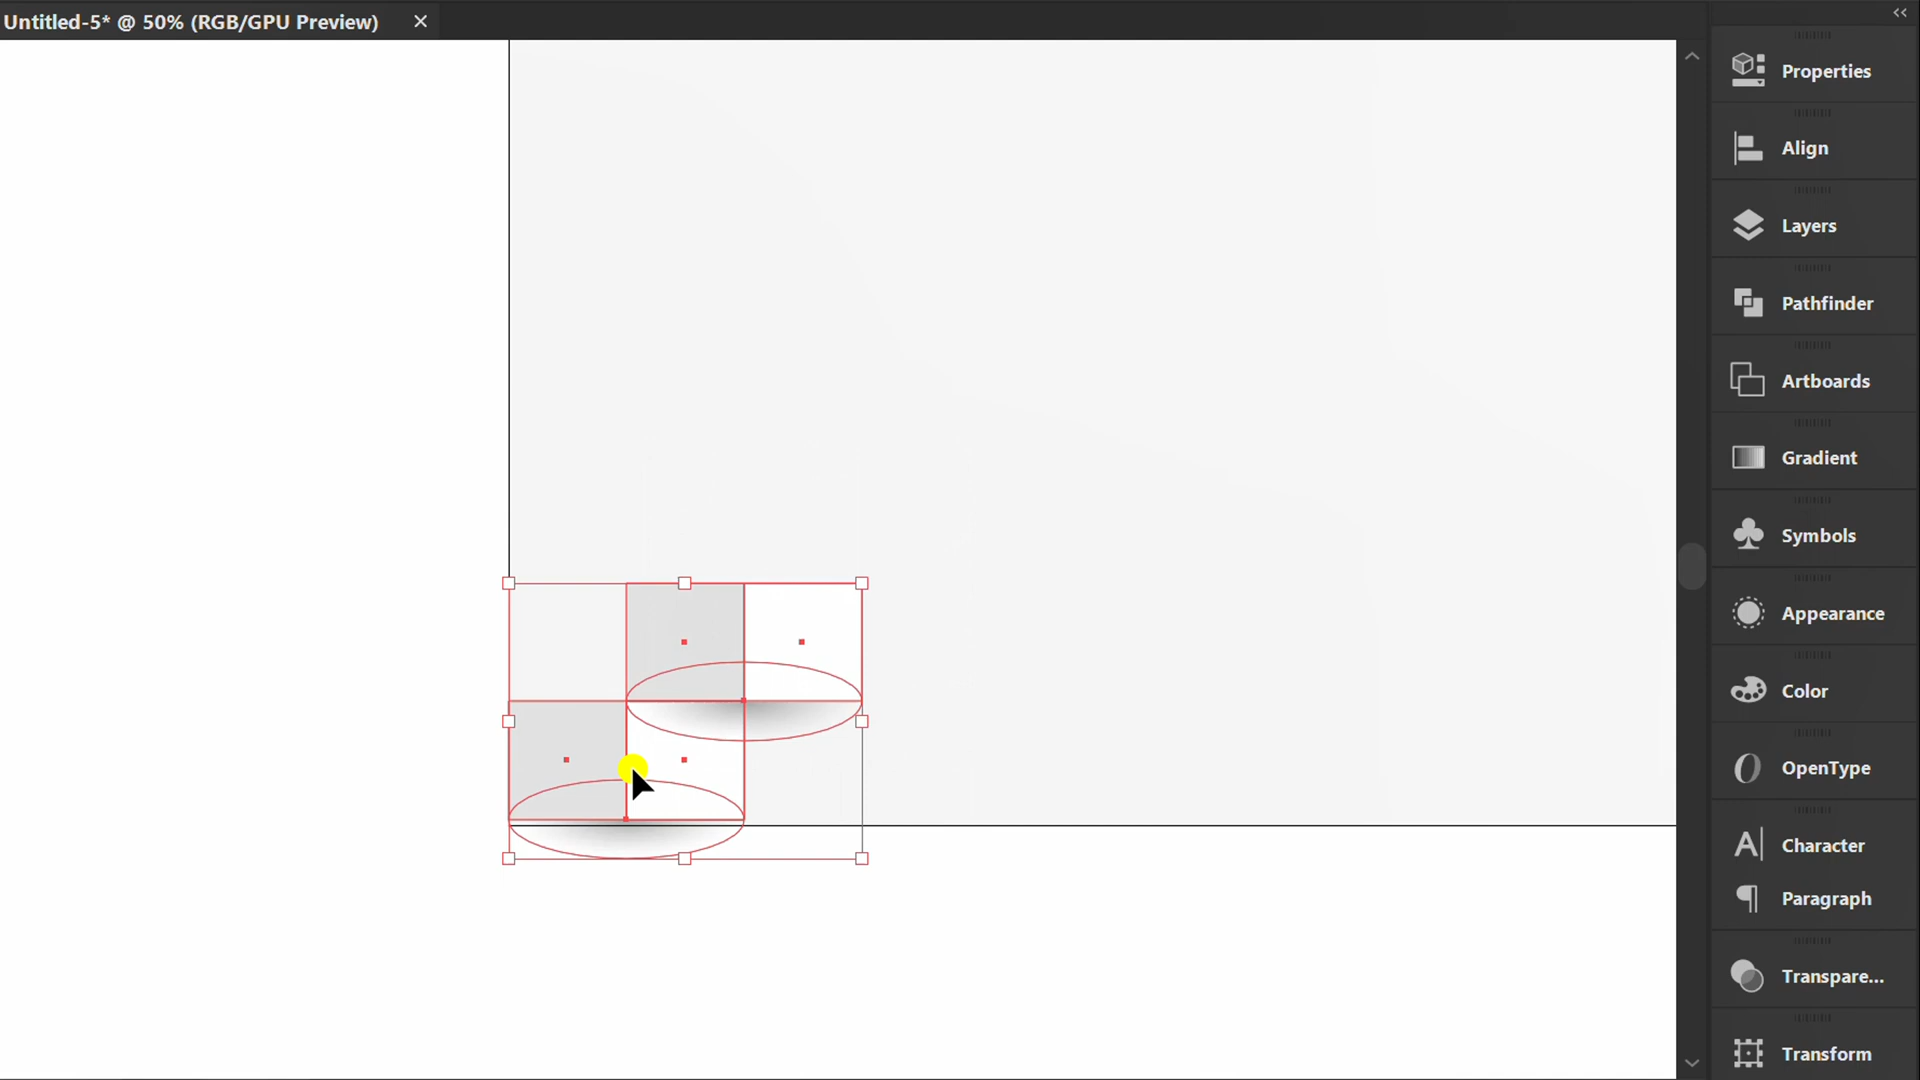 Untitled-5* @ 50% (RGB/GPU Preview)
Properties
Align
Layers
Pathfinder
Artboards
Gradient
Symbols
Appearance
Color
OpenType
Character
Paragraph
Transpare...
Transform